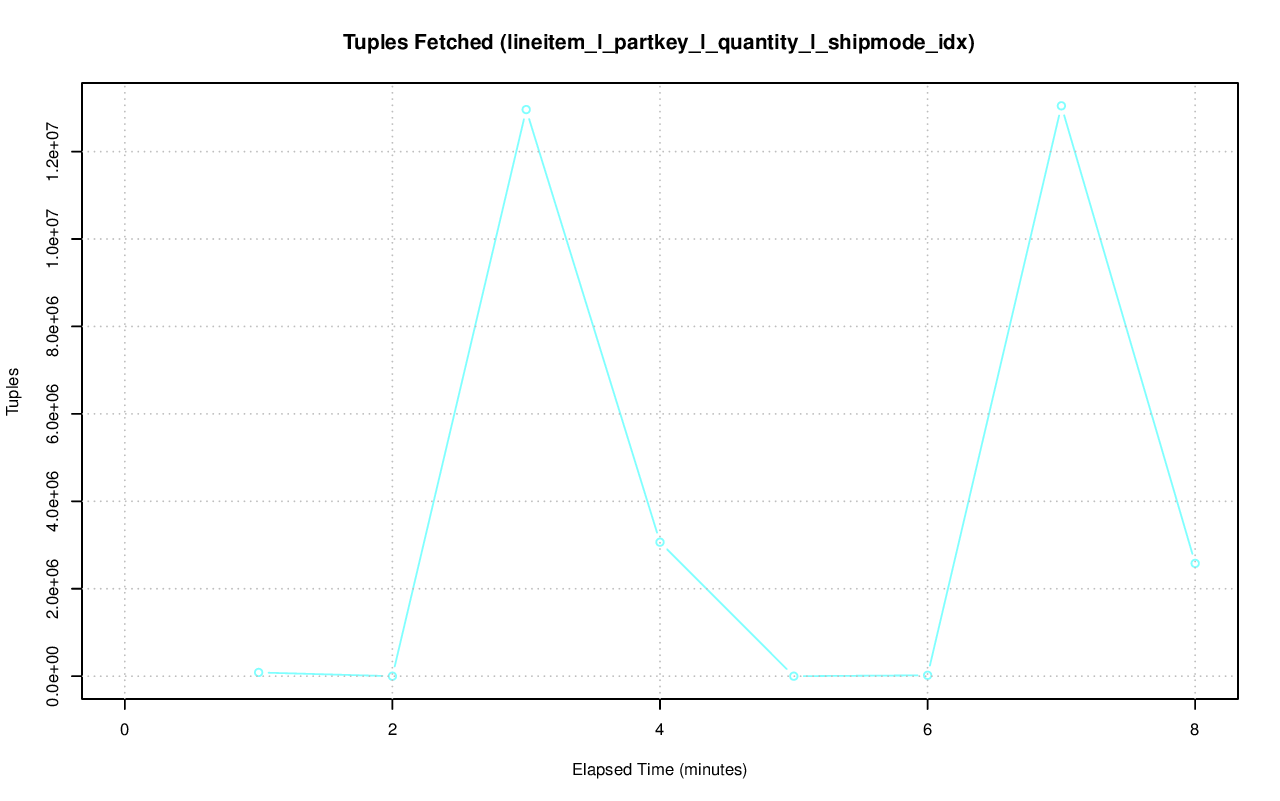 Tuples Fetched (lineitem_l_partkey_l_quantity_l_shipmode_idx)
Tuples
1.2e+07
1.0e+07
8.0e+06
6.0e+06
4.0e+06
2.0e+06
0.0e+00
0 2 4 6 8
Elapsed Time (minutes)